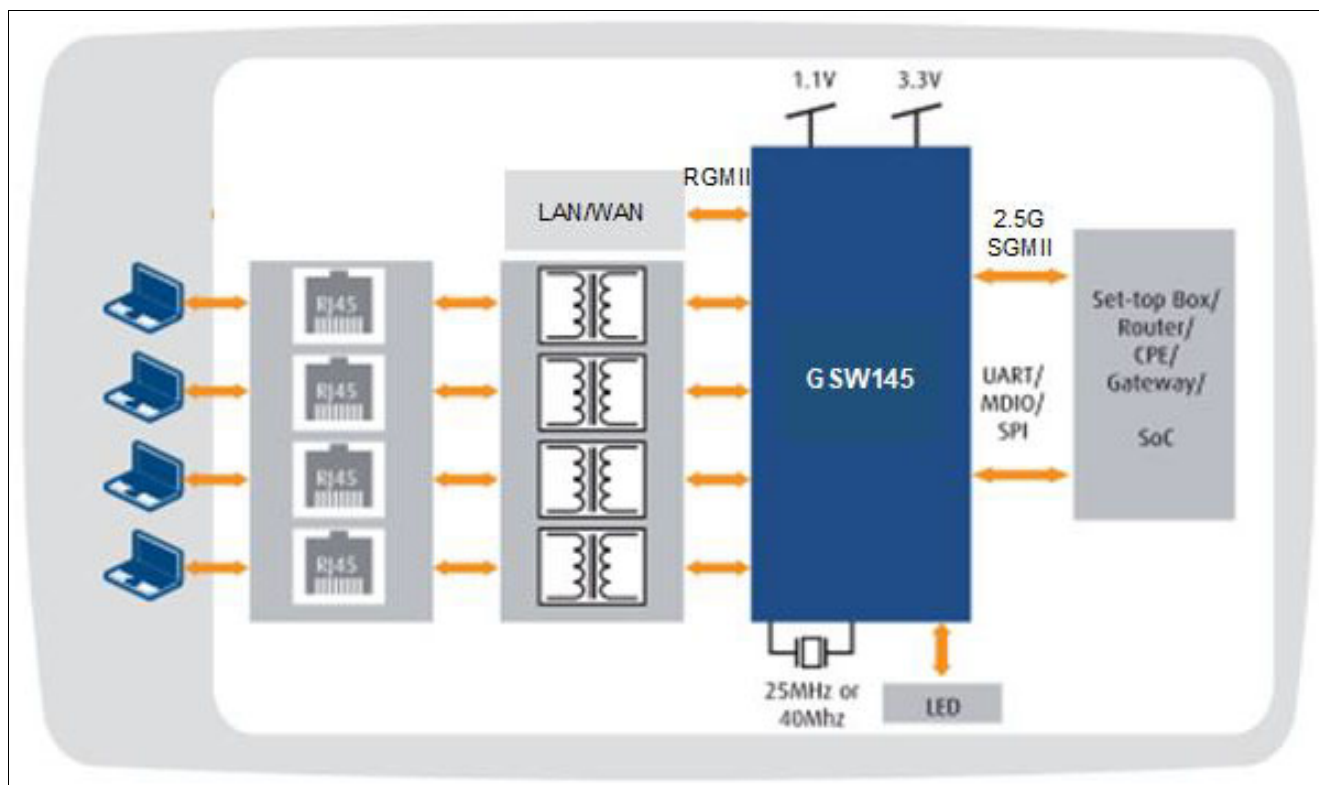 1.1V
3.3V
RGMII
LAN/WAN
2.5G
SGMII
RJ45
RJ45
RJ45
RJ45
GSW145
UART/
MDIO/
SPI
Set-top Box/
Router/
CPE/
Gateway/
SoC
25MHz or
40Mhz
LED